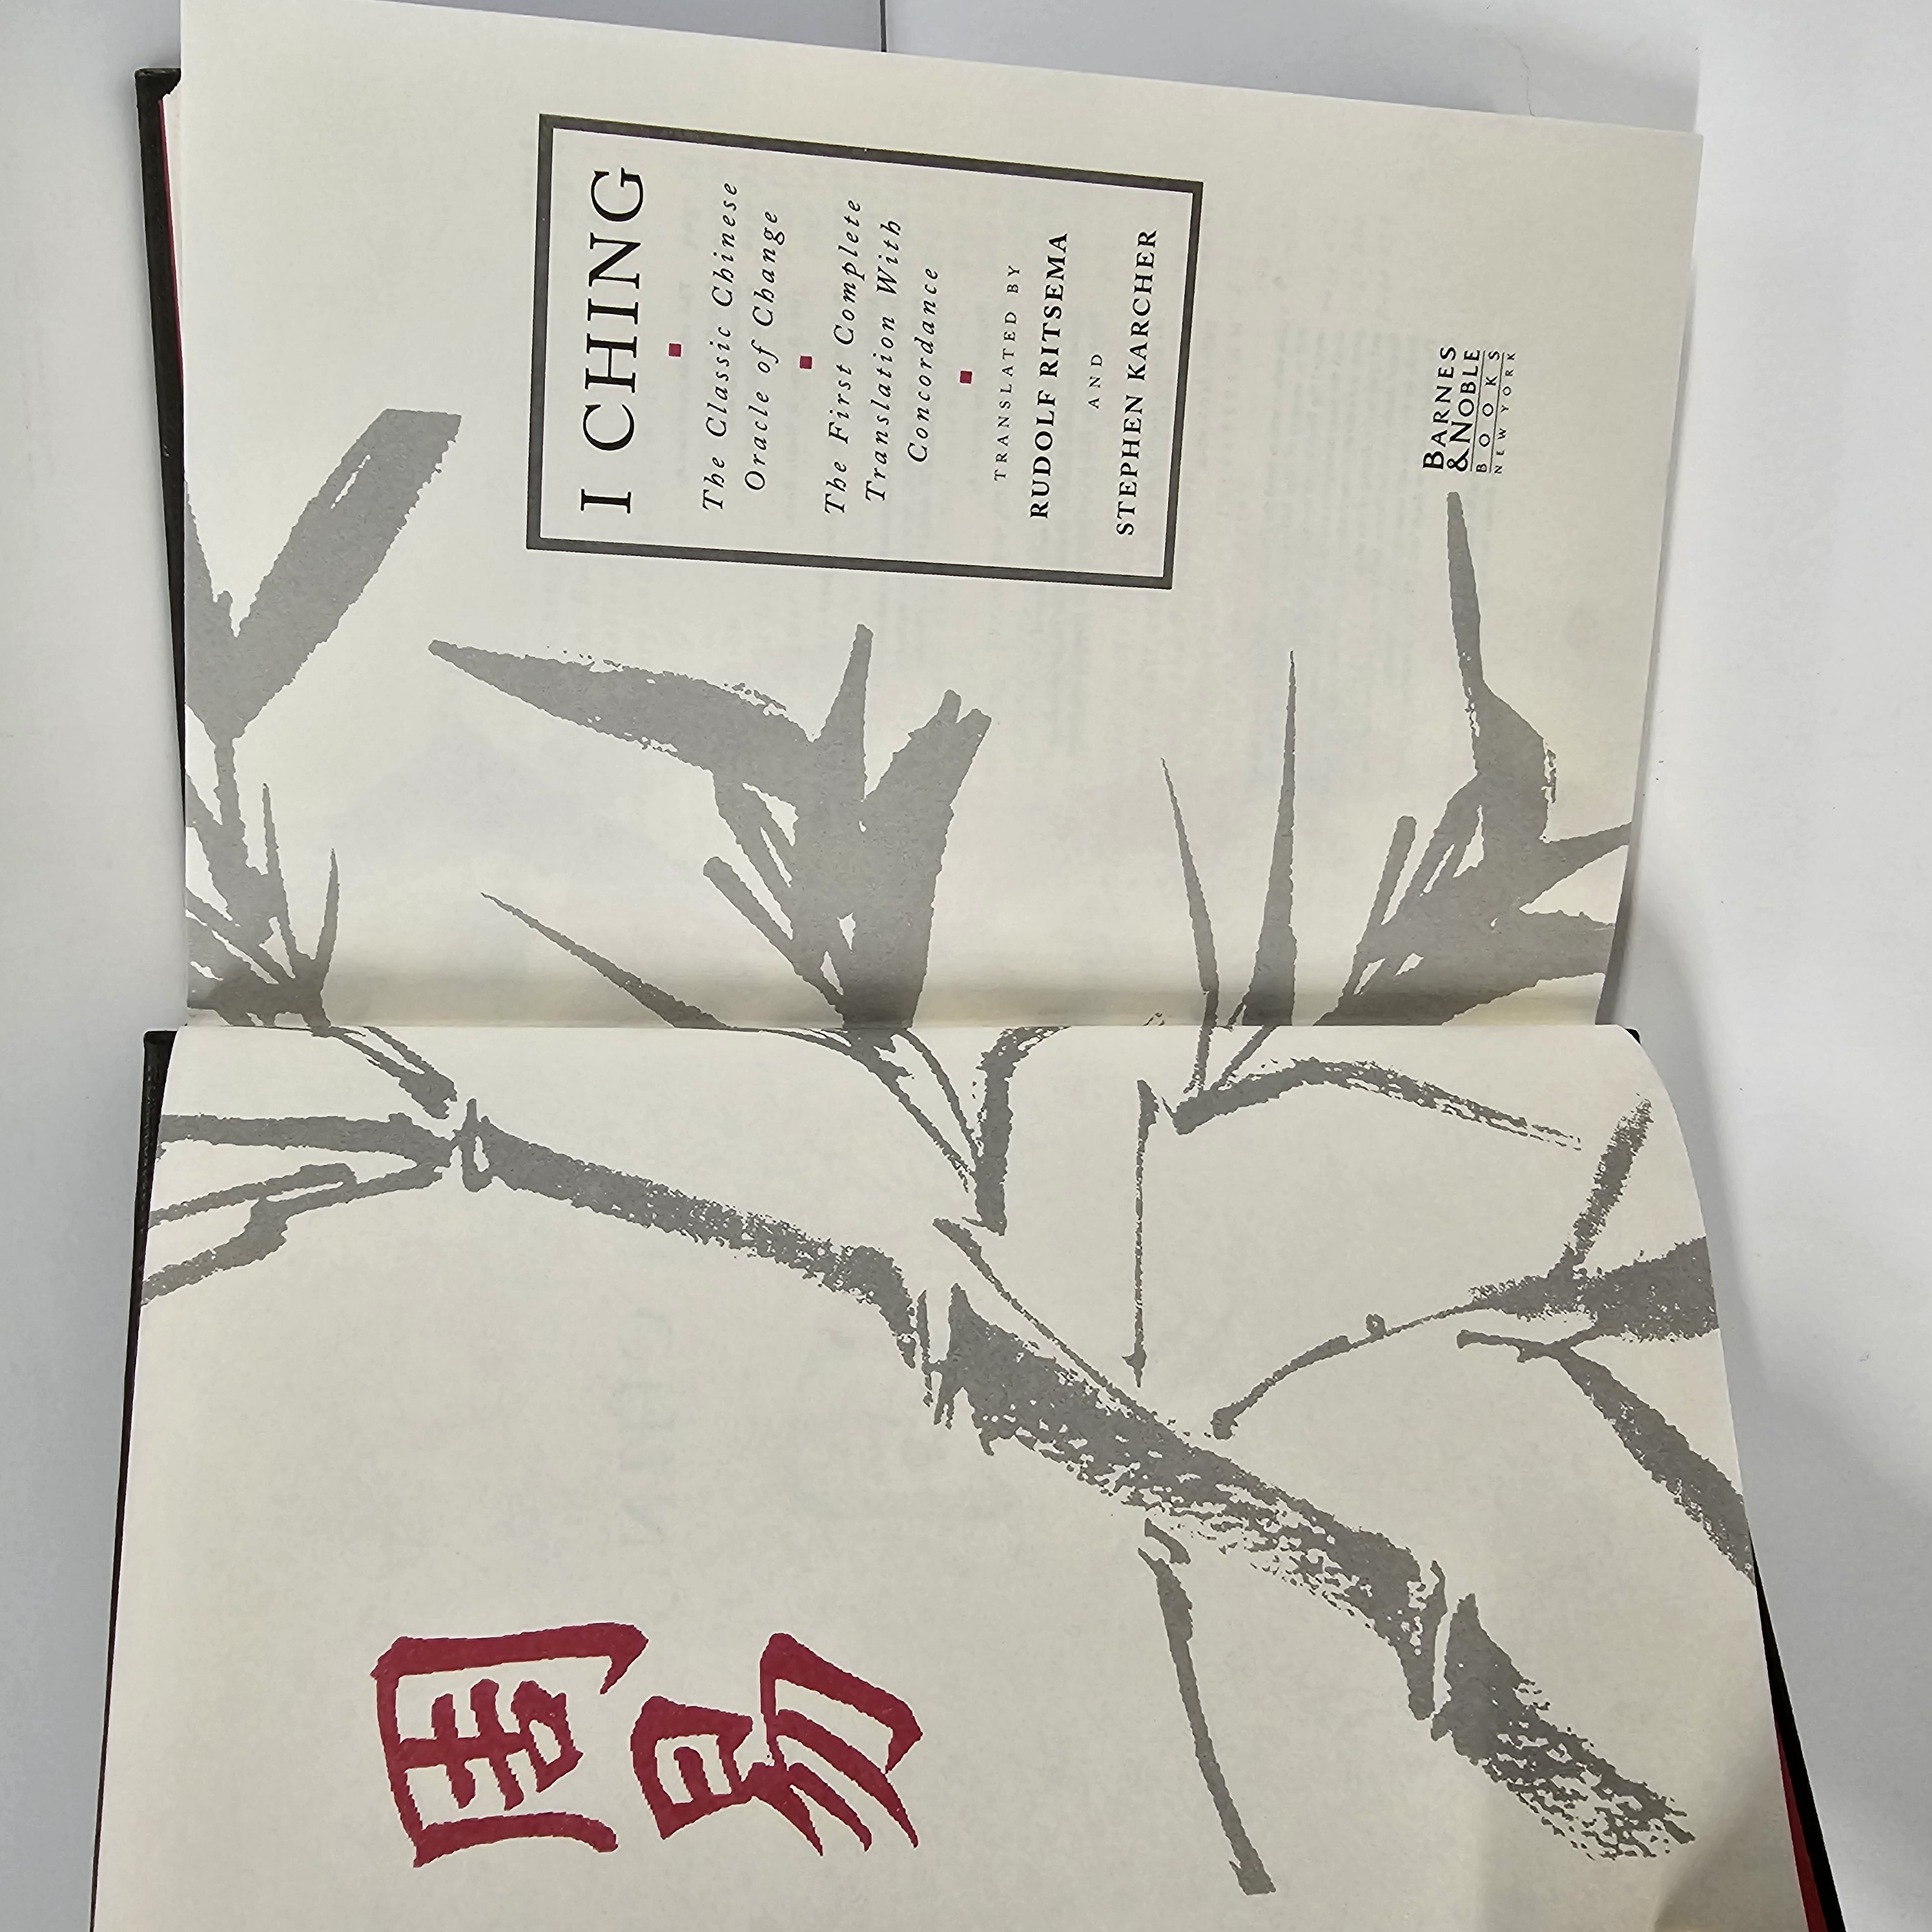 周易
I CHING
The Classic Chinese
Oracle of Change
The First Complete
Translation With
Concordance
TRANSLATED BY
RUDOLF RITSEMA
AND
STEPHEN KARCHER
BARNES
&NOBLE
BOOKS
NEW YORK